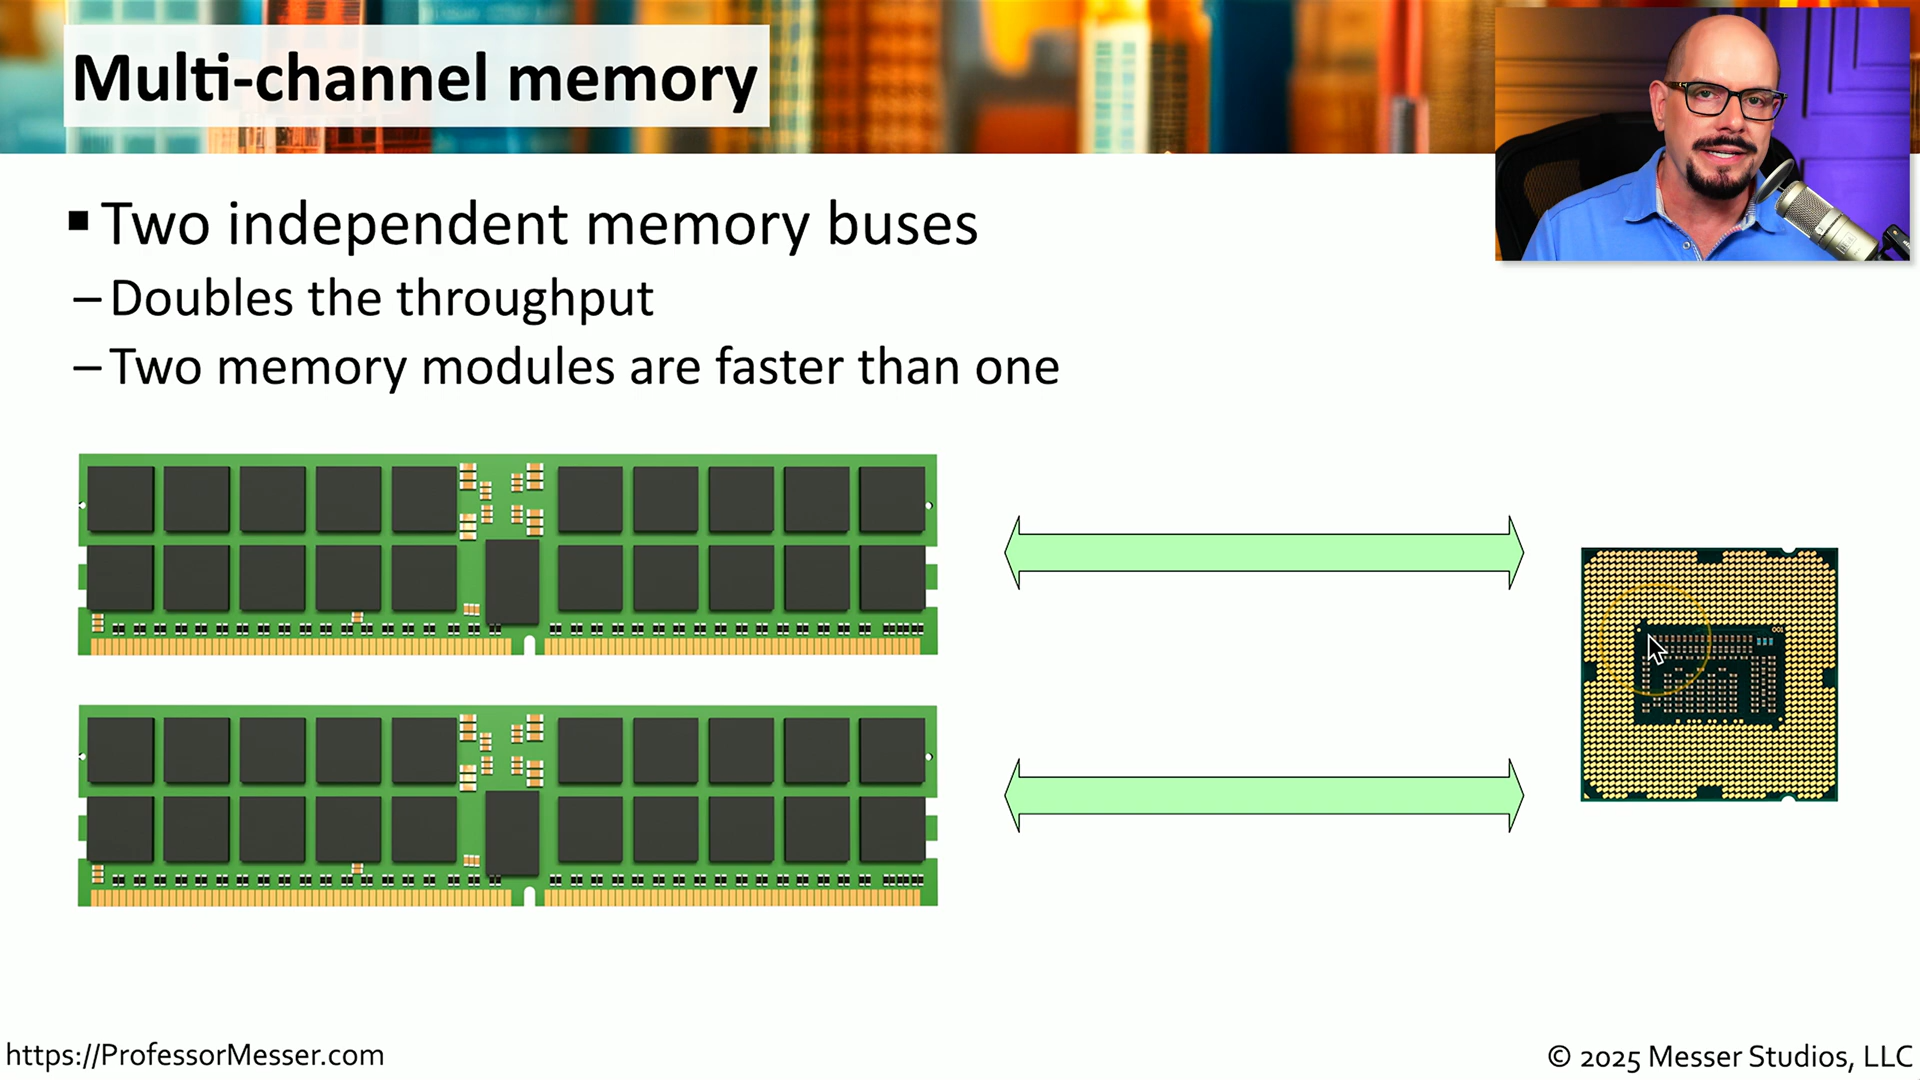 Multi-channel memory
▪ Two independent memory buses
– Doubles the throughput
– Two memory modules are faster than one
https://ProfessorMesser.com
© 2025 Messer Studios, LLC